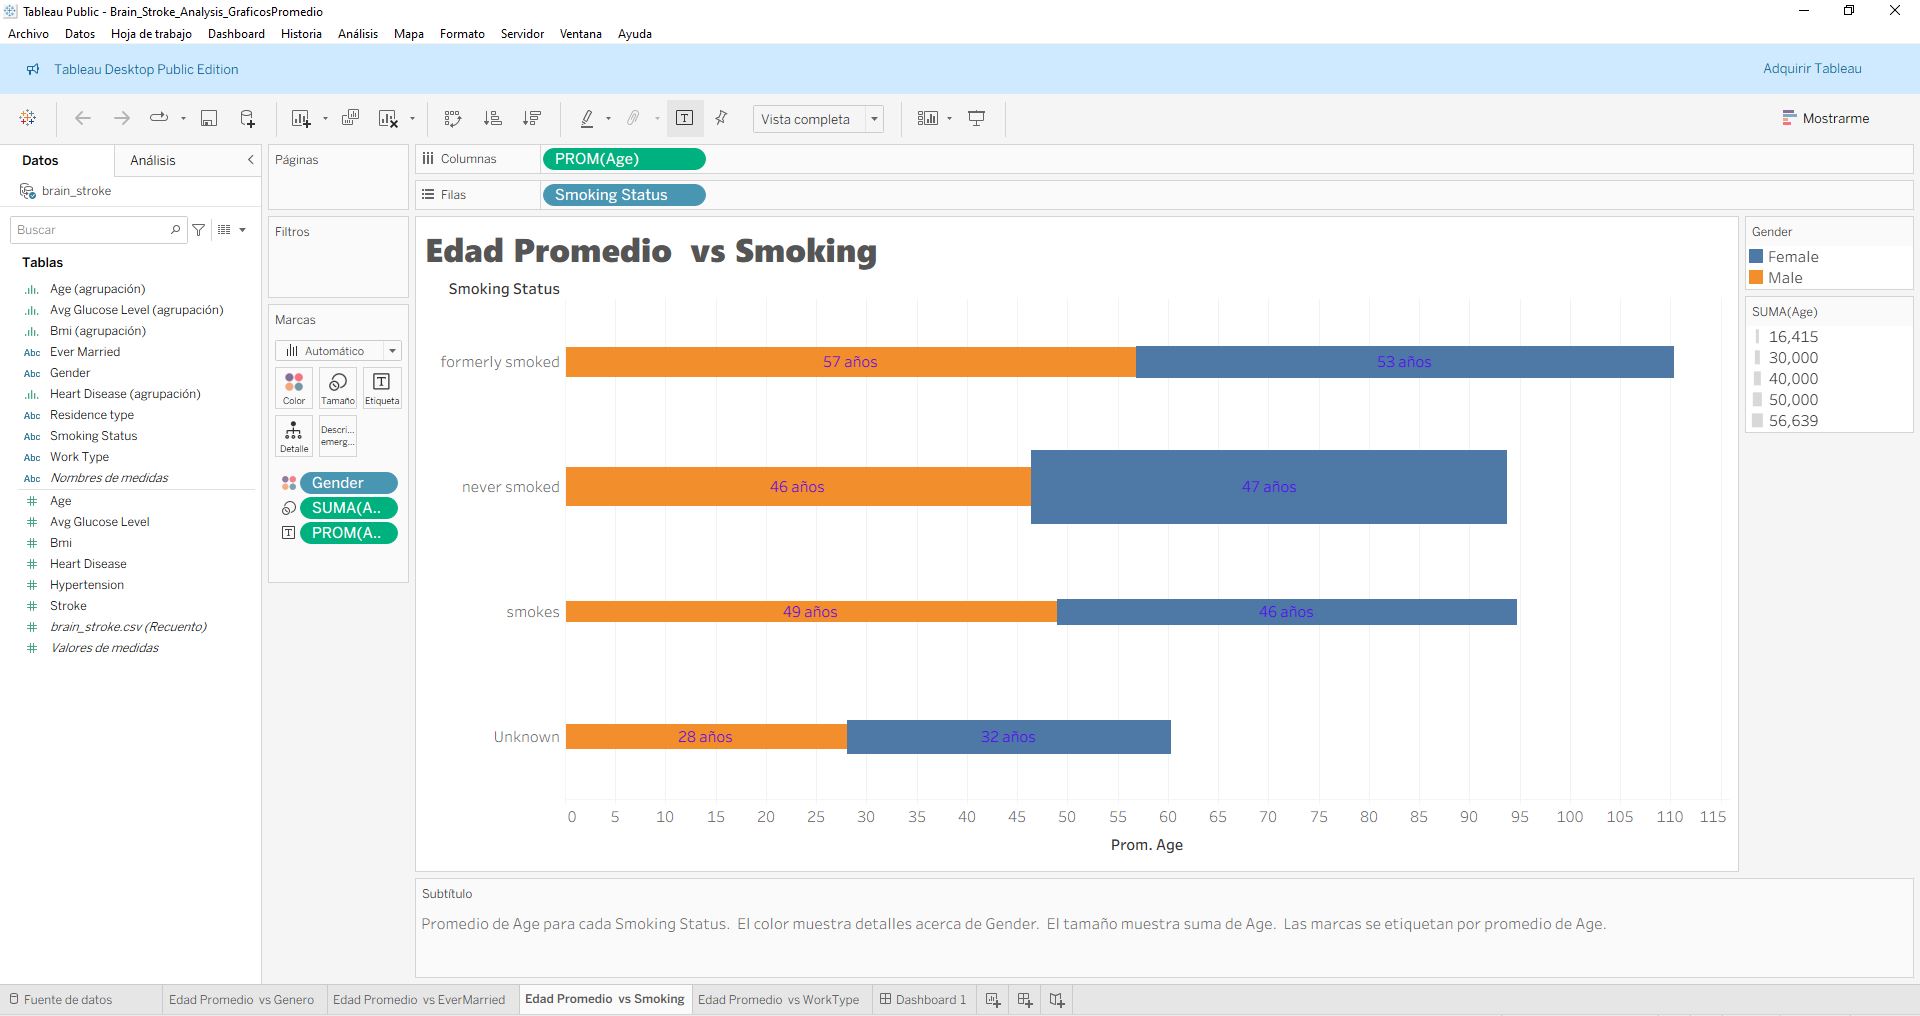 Tableau Public - Brain_Stroke_Analysis_GraficosPromedio
Archivo Datos Hoja de trabajo Dashboard Historia Análisis Mapa Formato Servidor Ventana Ayuda
Tableau Desktop Public Edition
Adquirir Tableau
Vista completa
Mostrarme
Datos
Análisis
brain_stroke
Buscar
Tablas
Age (agrupación)
Avg Glucose Level (agrupación)
Bmi (agrupación)
Abc Ever Married
Abc Gender
Heart Disease (agrupación)
Abc Residence type
Abc Smoking Status
Abc Work Type
Abc Nombres de medidas
# Age
# Avg Glucose Level
# Bmi
# Heart Disease
# Hypertension
# Stroke
# brain_stroke.csv (Recuento)
# Valores de medidas
Páginas
Filtros
Marcas
Automático
Color
Tamaño
T
Etiqueta
Detalle
Descri...
emerg...
Gender
SUMA(A..
T PROM(A..
Columnas
PROM(Age)
Filas
Smoking Status
Edad Promedio  vs Smoking
Smoking Status
formerly smoked
57 años
53 años
never smoked
46 años
47 años
smokes
49 años
46 años
Unknown
28 años
32 años
0 5 10 15 20 25 30 35 40 45 50 55 60 65 70 75 80 85 90 95 100 105 110 115
Prom. Age
Gender
Female
Male
SUMA(Age)
16,415
30,000
40,000
50,000
56,639
Subtítulo
Promedio de Age para cada Smoking Status.  El color muestra detalles acerca de Gender.  El tamaño muestra suma de Age.  Las marcas se etiquetan por promedio de Age.
Fuente de datos
Edad Promedio  vs Genero
Edad Promedio  vs EverMarried
Edad Promedio  vs Smoking
Edad Promedio  vs WorkType
Dashboard 1